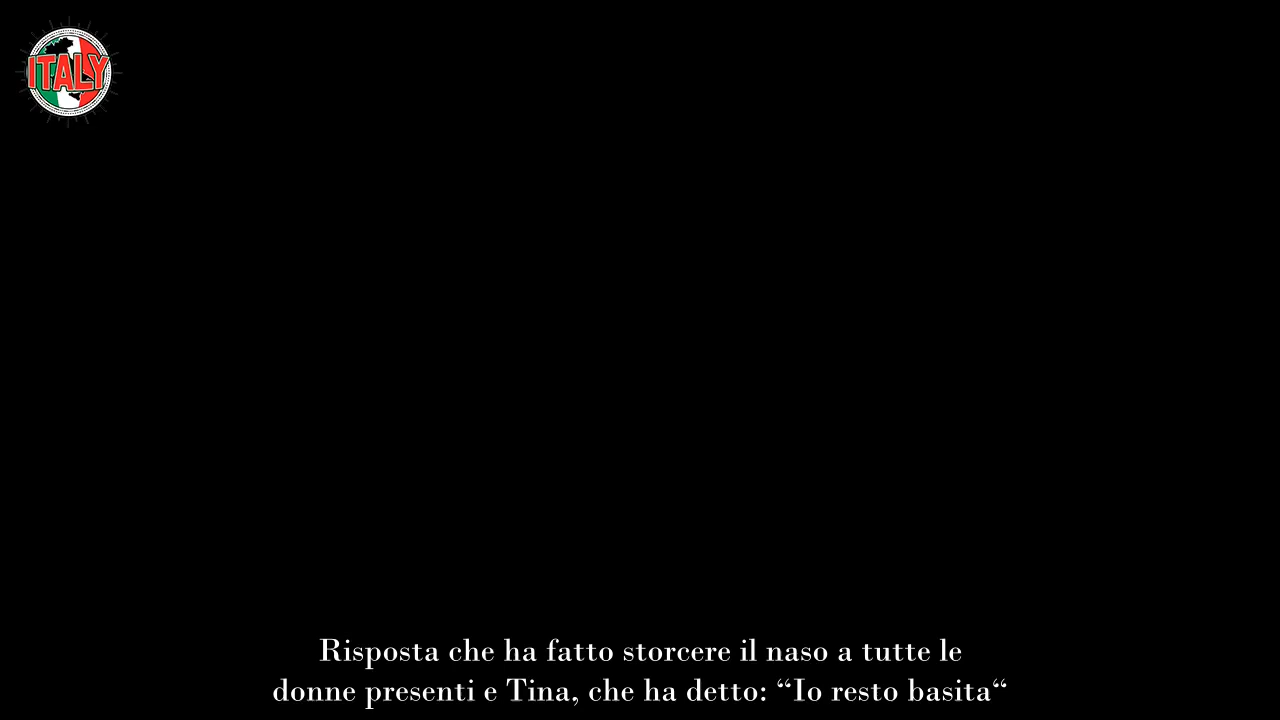 ITALY
Risposta che ha fatto storcere il naso a tutte le
donne presenti e Tina, che ha detto: “Io resto basita“